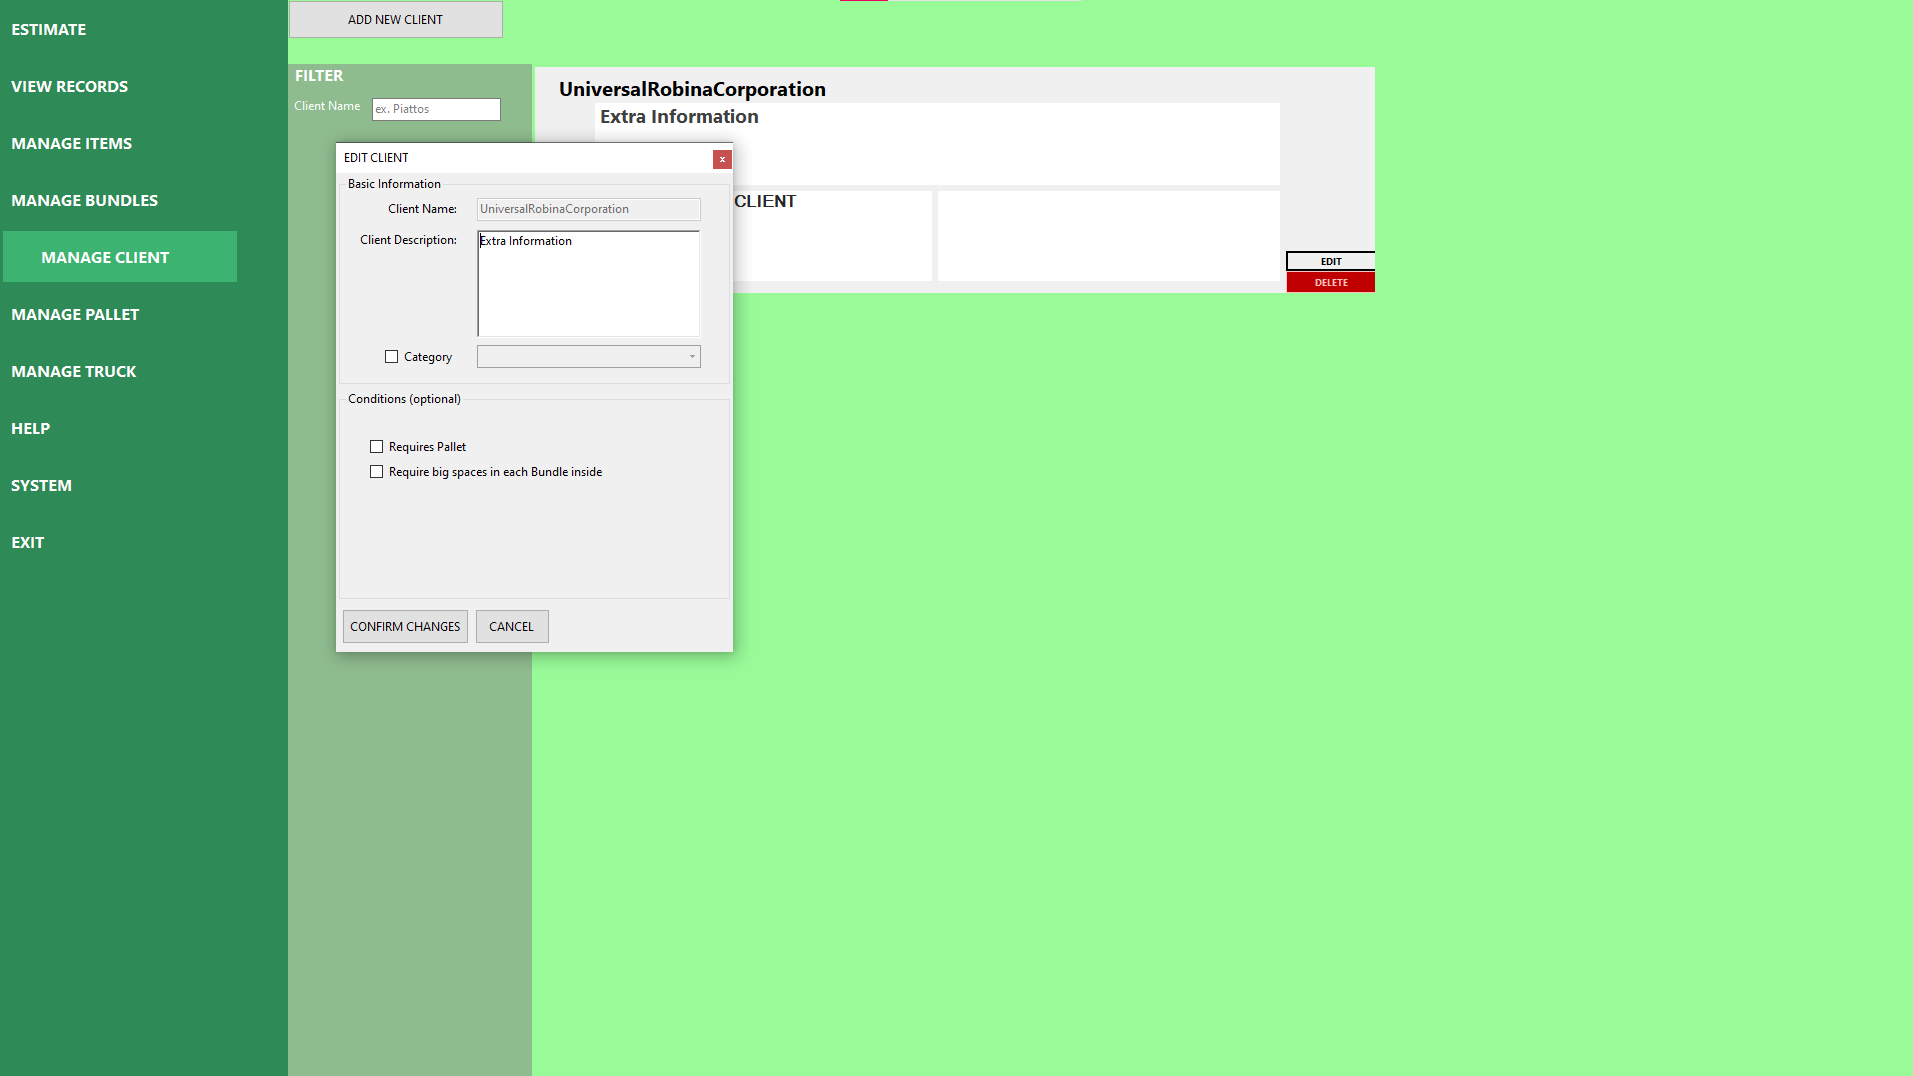 ESTIMATE
VIEW RECORDS
MANAGE ITEMS
MANAGE BUNDLES
MANAGE CLIENT
MANAGE PALLET
MANAGE TRUCK
HELP
SYSTEM
EXIT
ADD NEW CLIENT
FILTER
Client Name
ex. Piattos
UniversalRobinaCorporation
Extra Information
CLIENT
EDIT
DELETE
EDIT CLIENT
x
Basic Information
Client Name:
UniversalRobinaCorporation
Client Description:
Extra Information
Category
Conditions (optional)
Requires Pallet
Require big spaces in each Bundle inside
CONFIRM CHANGES
CANCEL